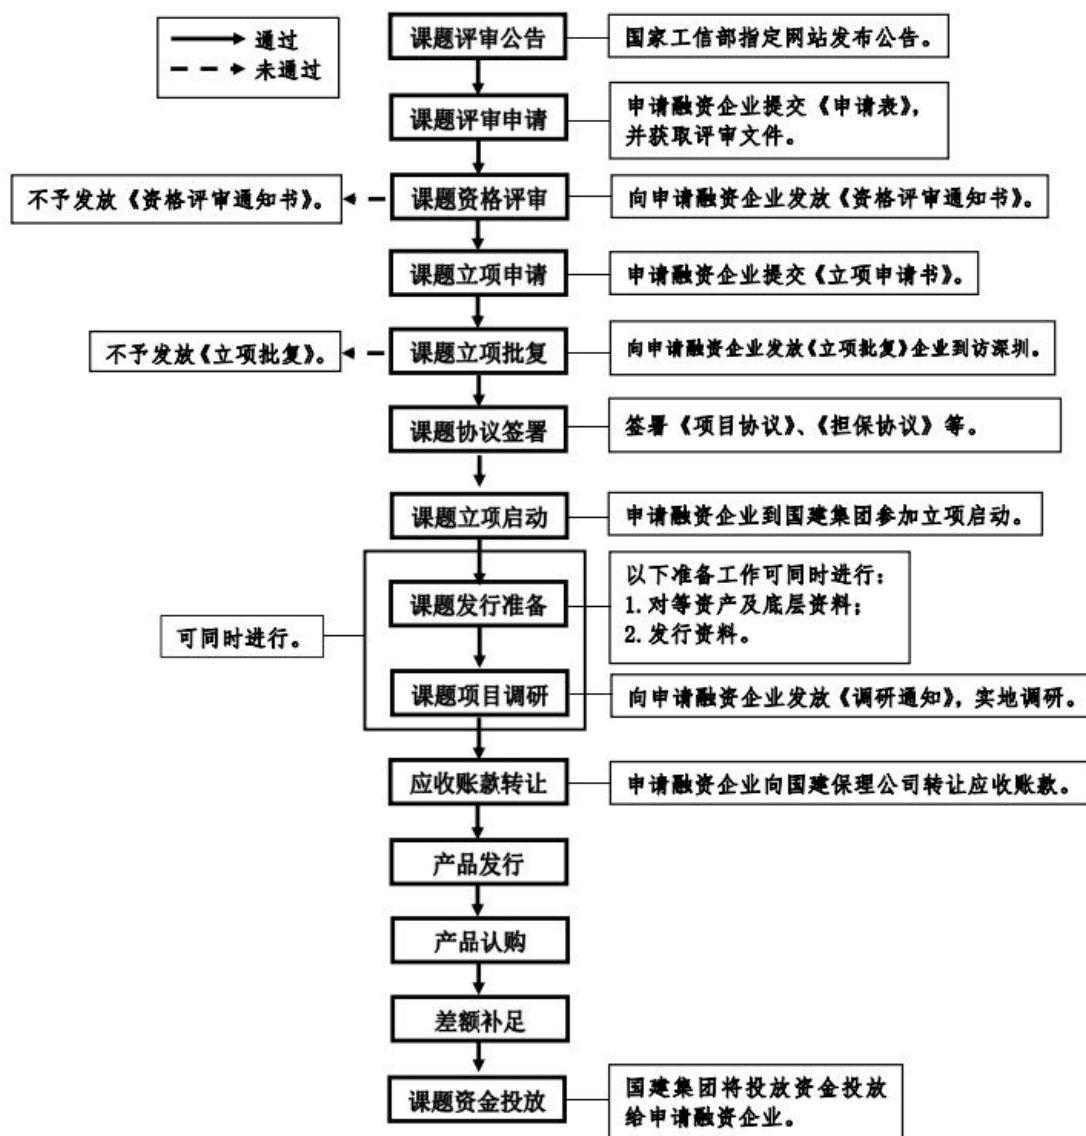 通过
未通过
课题评审公告
国家工信部指定网站发布公告。
课题评审申请
申请融资企业提交《申请表》,
并获取评审文件。
不予发放《资格评审通知书》。
课题资格评审
向申请融资企业发放《资格评审通知书》。
课题立项申请
申请融资企业提交《立项申请书》。
不予发放《立项批复》。
课题立项批复
向申请融资企业发放《立项批复》企业到访深圳。
课题协议签署
签署《项目协议》、《担保协议》等。
课题立项启动
申请融资企业到国建集团参加立项启动。
可同时进行。
课题发行准备
以下准备工作可同时进行:
1. 对等资产及底层资料;
2. 发行资料。
课题项目调研
向申请融资企业发放《调研通知》, 实地调研。
应收账款转让
申请融资企业向国建保理公司转让应收账款。
产品发行
产品认购
差额补足
课题资金投放
国建集团将投放资金投放
给申请融资企业。